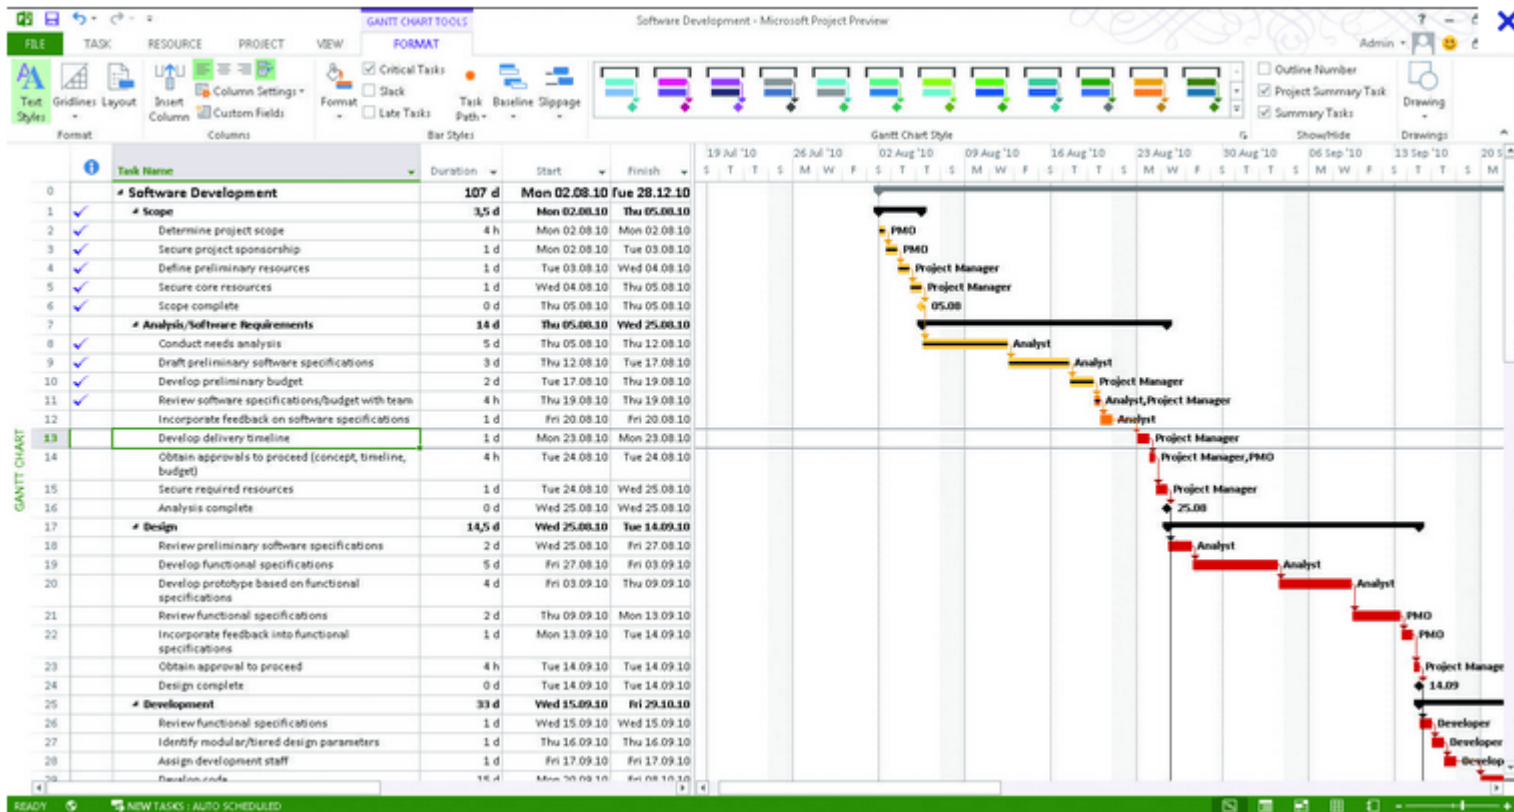 GANTT CHART TOOLS
Software Development - Microsoft Project Preview
?
FILE TASK RESOURCE PROJECT VIEW FORMAT
Admin
Text Styles
Gridlines
Layout
Format
Insert Column
Column Settings
Custom Fields
Columns
Format
Critical Tasks
Slack
Late Tasks
Task Path
Baseline
Slippage
Bar Styles
Gantt Chart Style
Outline Number
Project Summary Task
Summary Tasks
Show/Hide
Drawing
Drawings
19 Jul '10 26 Jul '10 02 Aug '10 09 Aug '10 16 Aug '10 23 Aug '10 30 Aug '10 06 Sep '10 13 Sep '10 20 S
Task Name Duration Start Finish S T T S M W F S T T S M W F S T T S M W F S T T S M W F S T T S M
0 Software Development 107 d Mon 02.08.10 Tue 28.12.10
1 Scope 3,5 d Mon 02.08.10 Thu 05.08.10
2 Determine project scope 4 h Mon 02.08.10 Mon 02.08.10 PMO
3 Secure project sponsorship 1 d Mon 02.08.10 Tue 03.08.10 PMO
4 Define preliminary resources 1 d Tue 03.08.10 Wed 04.08.10 Project Manager
5 Secure core resources 1 d Wed 04.08.10 Thu 05.08.10 Project Manager
6 Scope complete 0 d Thu 05.08.10 Thu 05.08.10 05.08
7 Analysis/Software Requirements 14 d Thu 05.08.10 Wed 25.08.10
8 Conduct needs analysis 5 d Thu 05.08.10 Thu 12.08.10 Analyst
9 Draft preliminary software specifications 3 d Thu 12.08.10 Tue 17.08.10 Analyst
10 Develop preliminary budget 2 d Tue 17.08.10 Thu 19.08.10 Project Manager
11 Review software specifications/budget with team 4 h Thu 19.08.10 Thu 19.08.10 Analyst,Project Manager
12 Incorporate feedback on software specifications 1 d Fri 20.08.10 Fri 20.08.10 Analyst
13 Develop delivery timeline 1 d Mon 23.08.10 Mon 23.08.10 Project Manager
14 Obtain approvals to proceed (concept, timeline, 4 h Tue 24.08.10 Tue 24.08.10 Project Manager,PMO
budget)
15 Secure required resources 1 d Tue 24.08.10 Wed 25.08.10 Project Manager
16 Analysis complete 0 d Wed 25.08.10 Wed 25.08.10 25.08
17 Design 14,5 d Wed 25.08.10 Tue 14.09.10
18 Review preliminary software specifications 2 d Wed 25.08.10 Fri 27.08.10 Analyst
19 Develop functional specifications 5 d Fri 27.08.10 Fri 03.09.10 Analyst
20 Develop prototype based on functional 4 d Fri 03.09.10 Thu 09.09.10 Analyst
specifications
21 Review functional specifications 2 d Thu 09.09.10 Mon 13.09.10 PMO
22 Incorporate feedback into functional 1 d Mon 13.09.10 Tue 14.09.10 PMO
specifications
23 Obtain approval to proceed 4 h Tue 14.09.10 Tue 14.09.10 Project Manage
24 Design complete 0 d Tue 14.09.10 Tue 14.09.10 14.09
25 Development 33 d Wed 15.09.10 Fri 29.10.10
26 Review functional specifications 1 d Wed 15.09.10 Wed 15.09.10 Developer
27 Identify modular/tiered design parameters 1 d Thu 16.09.10 Thu 16.09.10 Developer
28 Assign development staff 1 d Fri 17.09.10 Fri 17.09.10 Develop
29 Develop code 15 d Mon 20.09.10 Fri 08.10.10
GANTT CHART
READY NEW TASKS : AUTO SCHEDULED